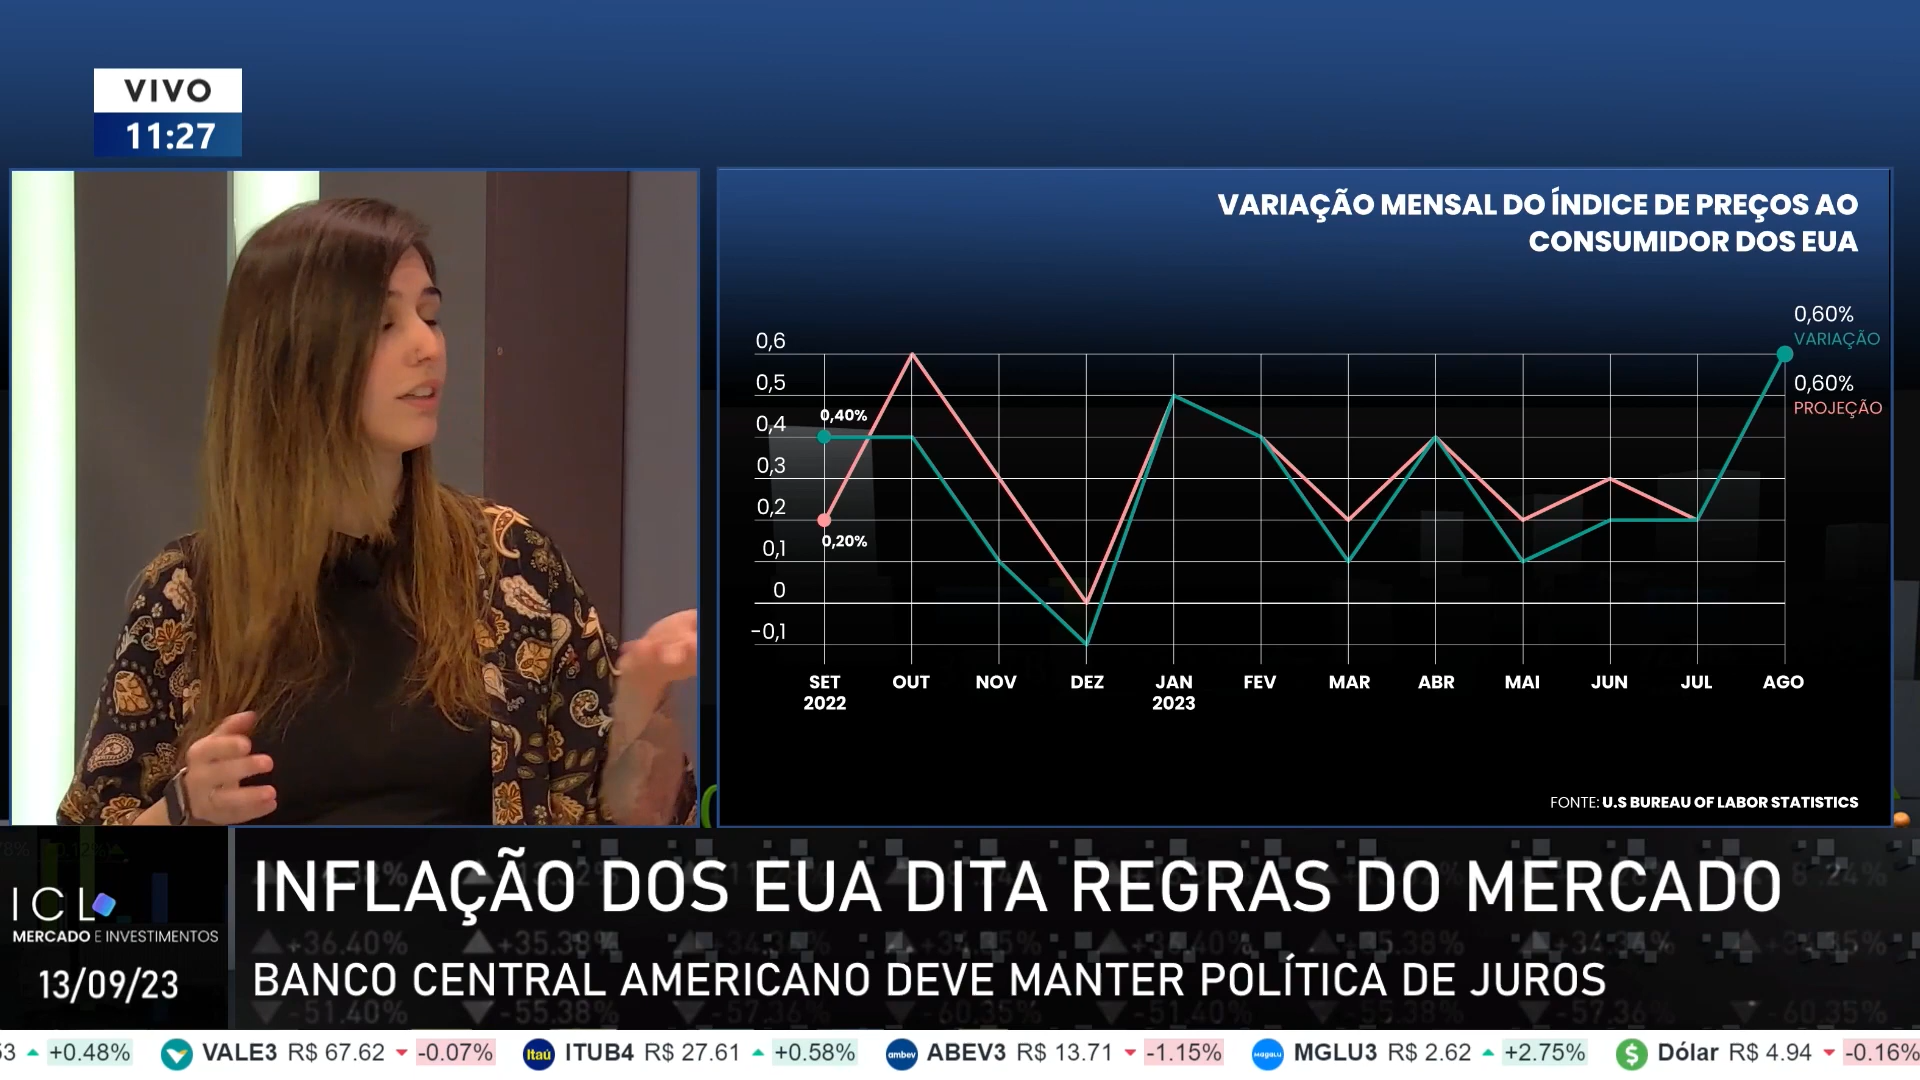 VIVO
11:27
VARIAÇÃO MENSAL DO ÍNDICE DE PREÇOS AO
CONSUMIDOR DOS EUA
0,60%
VARIAÇÃO
0,60%
PROJEÇÃO
0,6
0,5
0,4
0,3
0,2
0,1
0
-0,1
0,40%
0,20%
SET OUT NOV DEZ JAN FEV MAR ABR MAI JUN JUL AGO
2022 2023
FONTE: U.S BUREAU OF LABOR STATISTICS
INFLAÇÃO DOS EUA DITA REGRAS DO MERCADO
BANCO CENTRAL AMERICANO DEVE MANTER POLÍTICA DE JUROS
ICL
MERCADO E INVESTIMENTOS
13/09/23
+0.48% VALE3 R$ 67.62 -0.07% Itaú ITUB4 R$ 27.61 +0.58% ambev ABEV3 R$ 13.71 -1.15% Magalu MGLU3 R$ 2.62 +2.75% $ Dólar R$ 4.94 -0.16%